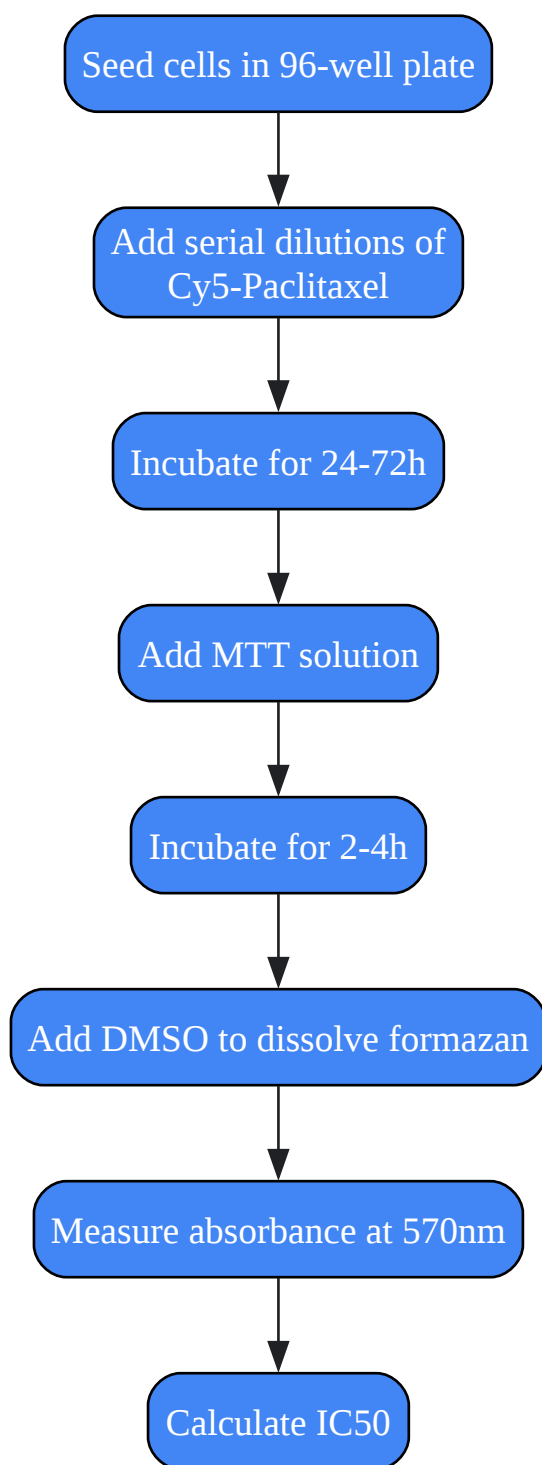 Seed cells in 96-well plate
Add serial dilutions of
Cy5-Paclitaxel
Incubate for 24-72h
Add MTT solution
Incubate for 2-4h
Add DMSO to dissolve formazan
Measure absorbance at 570nm
Calculate IC50